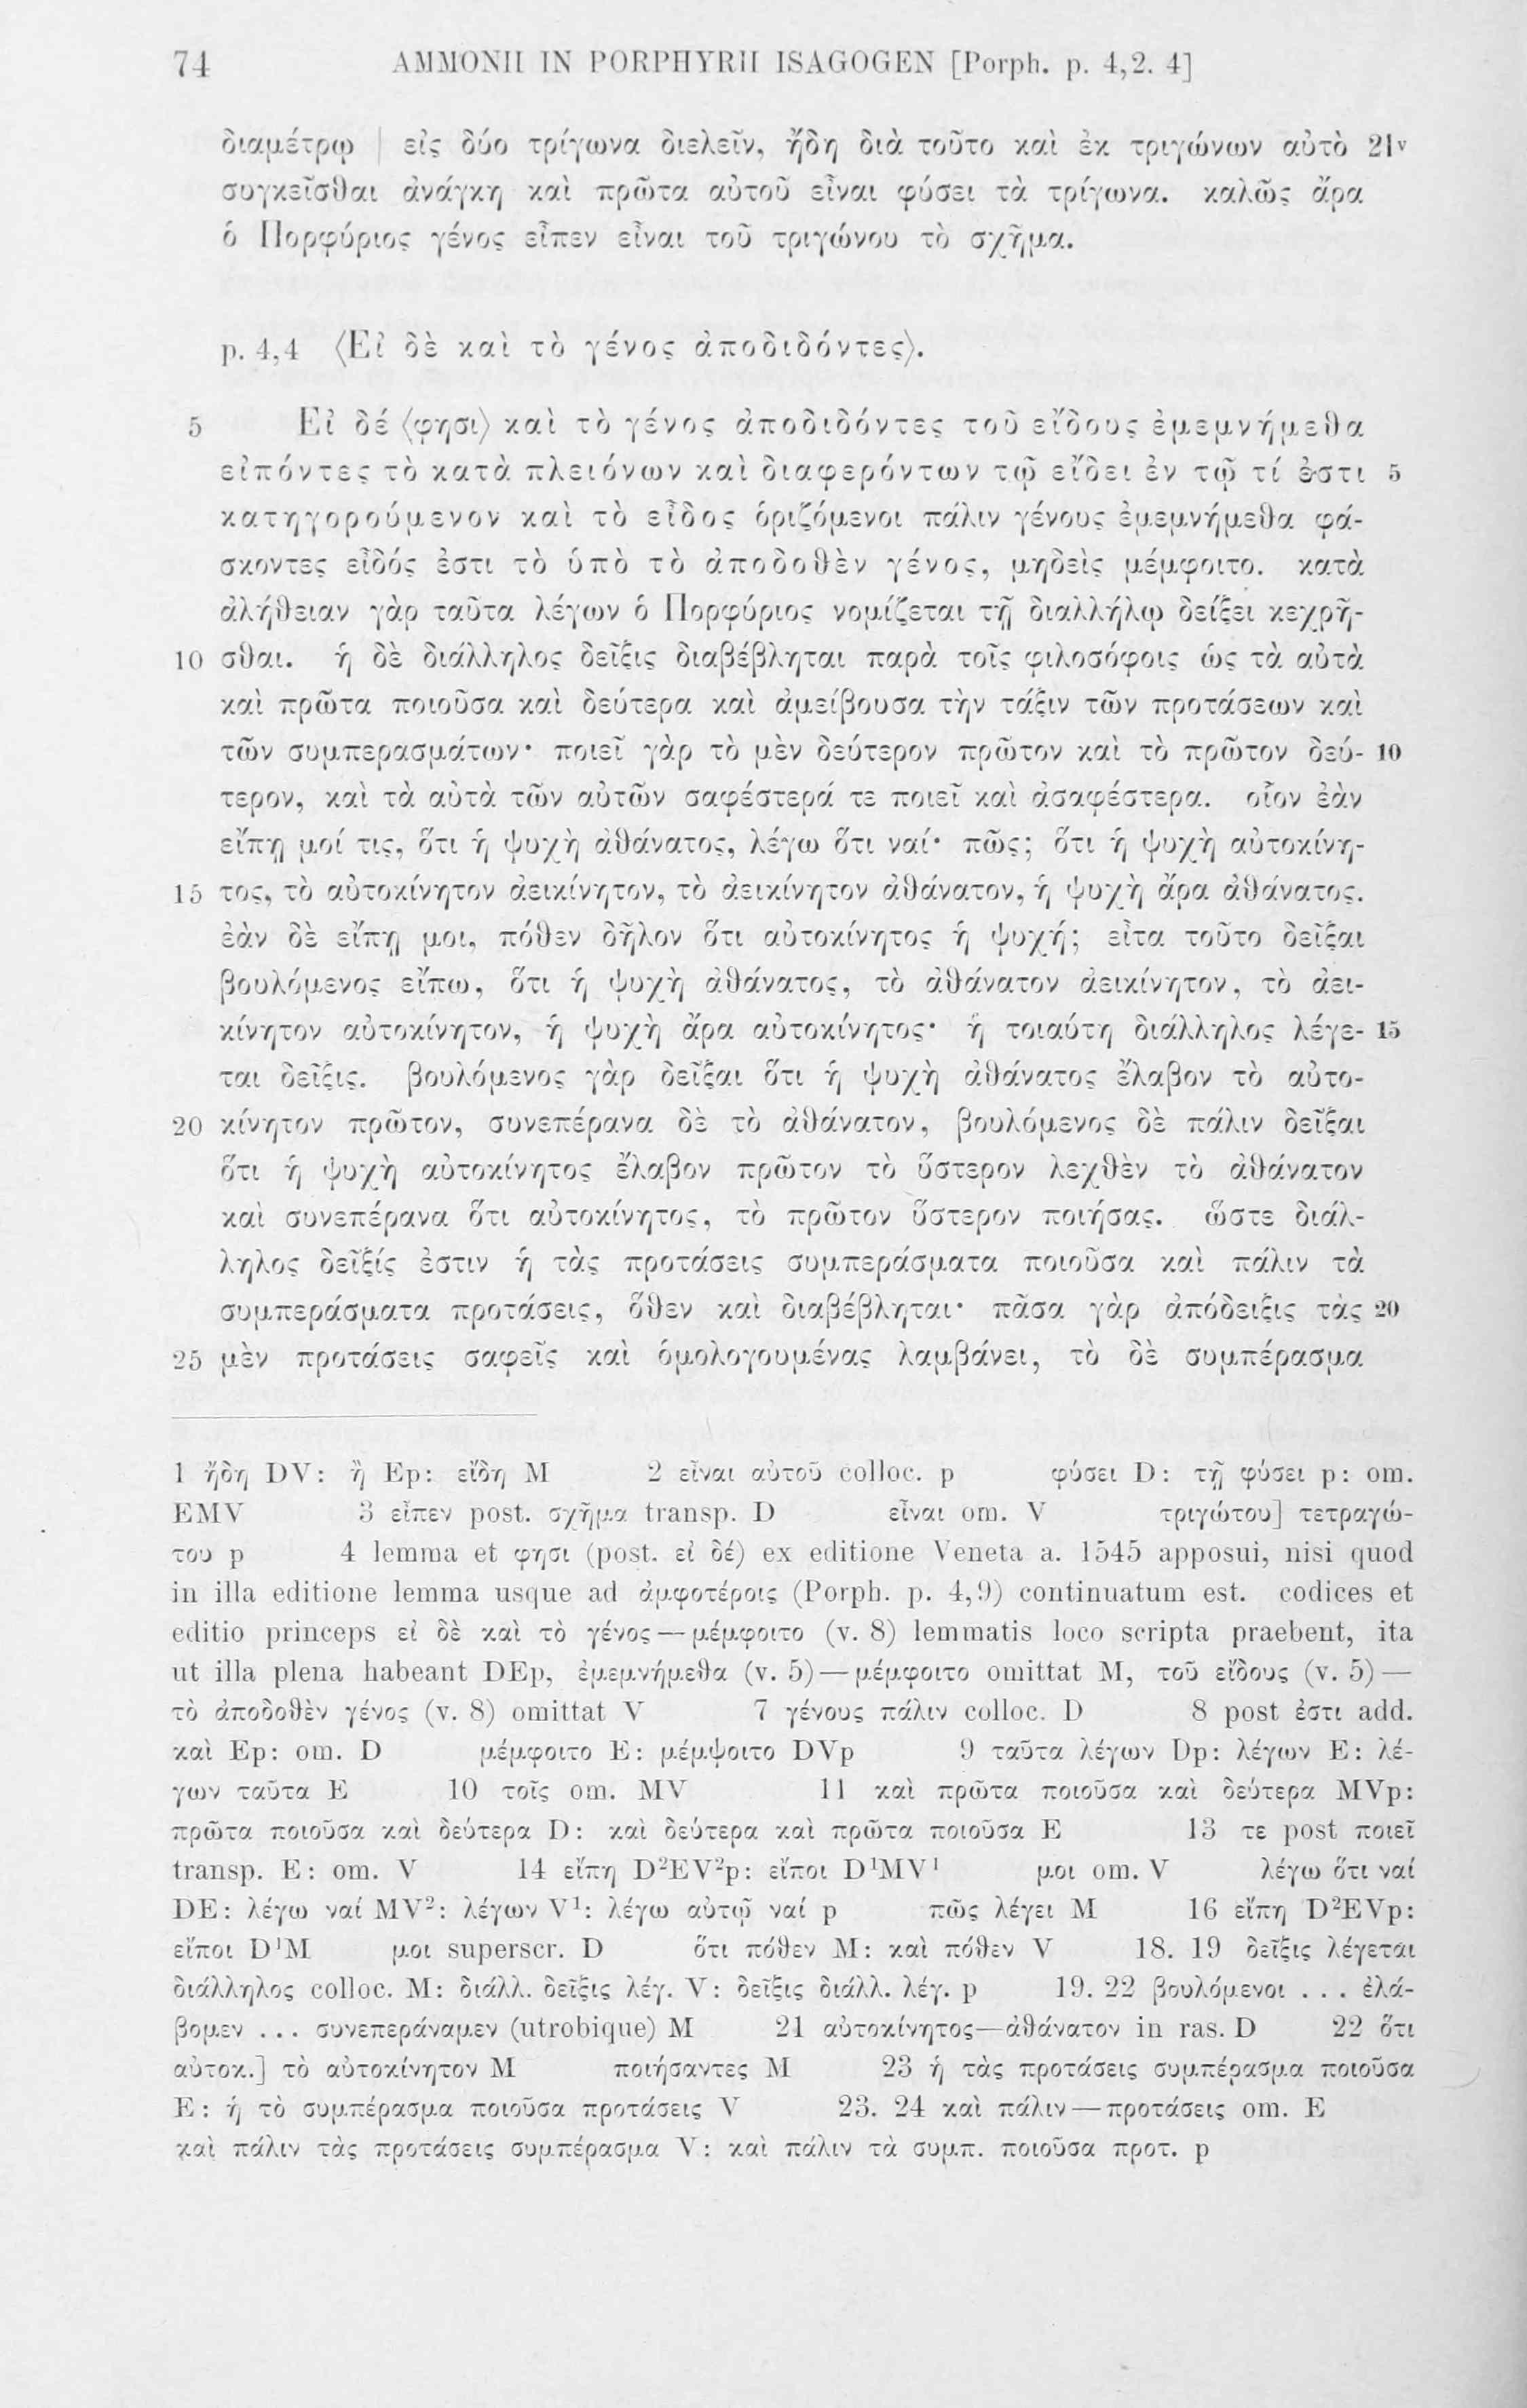 74 AMMONII IN PORPHYRII ISAGOGEN [Porph. p. 4,2. 4]
διαμέτρῳ | εἰς δύο τρίγωνα διελεῖν, ἤδη διὰ τοῦτο καὶ ἐκ τριγώνων αὐτὸ 21v
συγκεῖσθαι ἀνάγκη καὶ πρῶτα αὐτοῦ εἶναι φύσει τὰ τρίγωνα. καλῶς ἄρα
ὁ Πορφύριος γένος εἶπεν εἶναι τοῦ τριγώνου τὸ σχῆμα.
p. 4,4 ⟨Εἰ δὲ καὶ τὸ γένος ἀποδιδόντες⟩.
5 Εἰ δέ ⟨φησι⟩ καὶ τὸ γένος ἀποδιδόντες τοῦ εἴδους ἐμεμνήμεθα
εἰπόντες τὸ κατὰ πλειόνων καὶ διαφερόντων τῷ εἴδει ἐν τῷ τί ἐστι 5
κατηγορούμενον καὶ τὸ εἶδος ὁριζόμενοι πάλιν γένους ἐμεμνήμεθα φά-
σκοντες εἶδός ἐστι τὸ ὑπὸ τὸ ἀποδοθὲν γένος, μηδεὶς μέμφοιτο. κατὰ
ἀλήθειαν γὰρ ταῦτα λέγων ὁ Πορφύριος νομίζεται τῇ διαλλήλῳ δείξει κεχρῆ-
10 σθαι. ἡ δὲ διάλληλος δεῖξις διαβέβληται παρὰ τοῖς φιλοσόφοις ὡς τὰ αὐτὰ
καὶ πρῶτα ποιοῦσα καὶ δεύτερα καὶ ἀμείβουσα τὴν τάξιν τῶν προτάσεων καὶ
τῶν συμπερασμάτων· ποιεῖ γὰρ τὸ μὲν δεύτερον πρῶτον καὶ τὸ πρῶτον δεύ- 10
τερον, καὶ τὰ αὐτὰ τῶν αὐτῶν σαφέστερά τε ποιεῖ καὶ ἀσαφέστερα. οἷον ἐὰν
εἴπῃ μοί τις, ὅτι ἡ ψυχὴ ἀθάνατος, λέγω ὅτι ναί· πῶς; ὅτι ἡ ψυχὴ αὐτοκίνη-
15 τος, τὸ αὐτοκίνητον ἀεικίνητον, τὸ ἀεικίνητον ἀθάνατον, ἡ ψυχὴ ἄρα ἀθάνατος.
ἐὰν δὲ εἴπῃ μοι, πόθεν δῆλον ὅτι αὐτοκίνητος ἡ ψυχή; εἶτα τοῦτο δεῖξαι
βουλόμενος εἴπω, ὅτι ἡ ψυχὴ ἀθάνατος, τὸ ἀθάνατον ἀεικίνητον, τὸ ἀει-
κίνητον αὐτοκίνητον, ἡ ψυχὴ ἄρα αὐτοκίνητος· ἡ τοιαύτη διάλληλος λέγε- 15
ται δεῖξις. βουλόμενος γὰρ δεῖξαι ὅτι ἡ ψυχὴ ἀθάνατος ἔλαβον τὸ αὐτο-
20 κίνητον πρῶτον, συνεπέρανα δὲ τὸ ἀθάνατον, βουλόμενος δὲ πάλιν δεῖξαι
ὅτι ἡ ψυχὴ αὐτοκίνητος ἔλαβον πρῶτον τὸ ὕστερον λεχθὲν τὸ ἀθάνατον
καὶ συνεπέρανα ὅτι αὐτοκίνητος, τὸ πρῶτον ὕστερον ποιήσας. ὥστε διάλ-
ληλος δεῖξίς ἐστιν ἡ τὰς προτάσεις συμπεράσματα ποιοῦσα καὶ πάλιν τὰ
συμπεράσματα προτάσεις, ὅθεν καὶ διαβέβληται· πᾶσα γὰρ ἀπόδειξις τὰς 20
25 μὲν προτάσεις σαφεῖς καὶ ὁμολογουμένας λαμβάνει, τὸ δὲ συμπέρασμα
1 ἤδη DV: ἢ Ep: εἴδη M 2 εἶναι αὐτοῦ colloc. p φύσει D: τῇ φύσει p: om.
EMV 3 εἶπεν post. σχῆμα transp. D εἶναι om. V τριγώτου] τετραγώ-
του p 4 lemma et φησι (post. εἰ δέ) ex editione Veneta a. 1545 apposui, nisi quod
in illa editione lemma usque ad ἀμφοτέροις (Porph. p. 4,9) continuatum est. codices et
editio princeps εἰ δὲ καὶ τὸ γένος — μέμφοιτο (v. 8) lemmatis loco scripta praebent, ita
ut illa plena habeant DEp, ἐμεμνήμεθα (v. 5) — μέμφοιτο omittat M, τοῦ εἴδους (v. 5) —
τὸ ἀποδοθὲν γένος (v. 8) omittat V 7 γένους πάλιν colloc. D 8 post ἐστι add.
καὶ Ep: om. D μέμφοιτο E: μέμψοιτο DVp 9 ταῦτα λέγων Dp: λέγων E: λέ-
γων ταῦτα E 10 τοῖς om. MV 11 καὶ πρῶτα ποιοῦσα καὶ δεύτερα MVp:
πρῶτα ποιοῦσα καὶ δεύτερα D: καὶ δεύτερα καὶ πρῶτα ποιοῦσα E 13 τε post ποιεῖ
transp. E: om. V 14 εἴπῃ D²EV²p: εἴποι D¹MV¹ μοι om. V λέγω ὅτι ναί
DE: λέγω ναί MV²: λέγων V¹: λέγω αὐτῷ ναί p πῶς λέγει M 16 εἴπῃ D²EVp:
εἴποι D¹M μοι superscr. D ὅτι πόθεν M: καὶ πόθεν V 18. 19 δεῖξις λέγεται
διάλληλος colloc. M: διάλλ. δεῖξις λέγ. V: δεῖξις διάλλ. λέγ. p 19. 22 βουλόμενοι . . . ἐλά-
βομεν . . . συνεπεράναμεν (utrobique) M 21 αὐτοκίνητος—ἀθάνατον in ras. D 22 ὅτι
αὐτοκ.] τὸ αὐτοκίνητον M ποιήσαντες M 23 ἡ τὰς προτάσεις συμπέρασμα ποιοῦσα
E: ἡ τὸ συμπέρασμα ποιοῦσα προτάσεις V 23. 24 καὶ πάλιν—προτάσεις om. E
καὶ πάλιν τὰς προτάσεις συμπέρασμα V: καὶ πάλιν τὰ συμπ. ποιοῦσα προτ. p